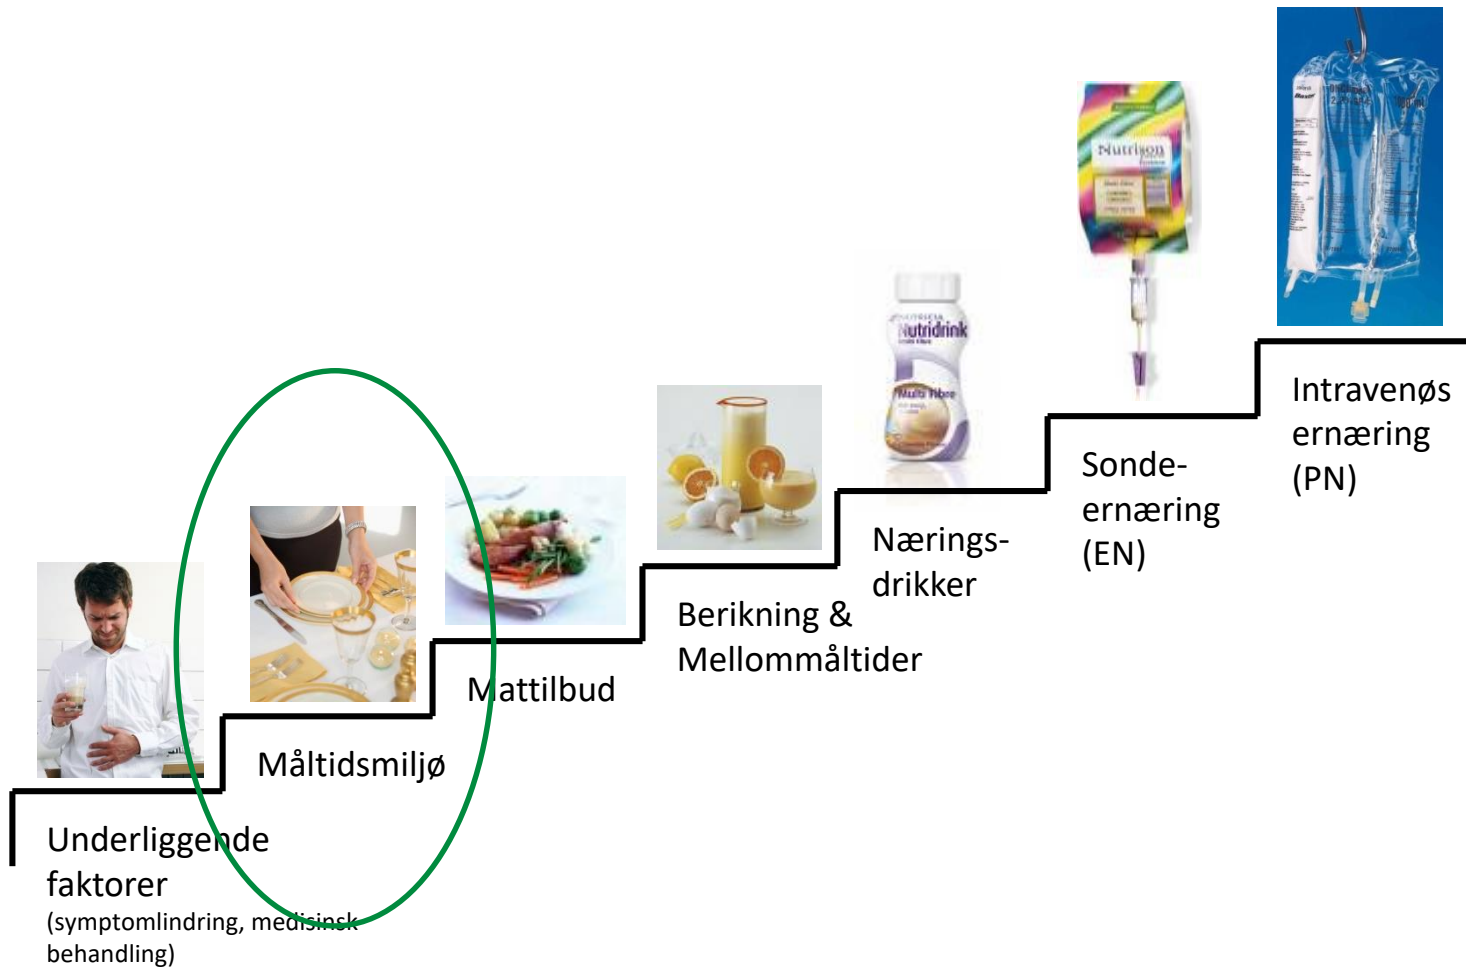 Nutrison
NUTRICIA
Nutridrink
Multi Fibre
Intravenøs
ernæring
(PN)
Sonde-
ernæring
(EN)
Nærings-
drikker
Berikning &
Mellommåltider
Mattilbud
Måltidsmiljø
Underliggende
faktorer
(symptomlindring, medisinsk
behandling)